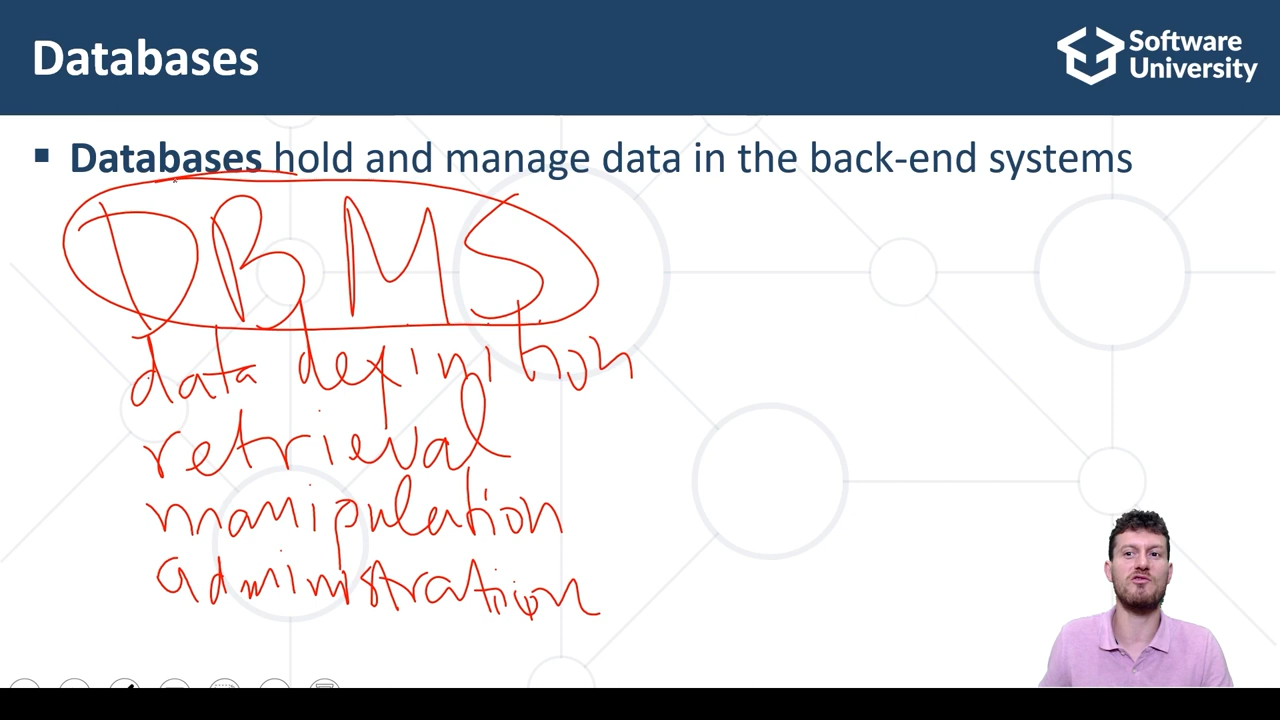 Databases
Software
University
Databases hold and manage data in the back-end systems
DBMS
data definition
retrieval
manipulation
administration